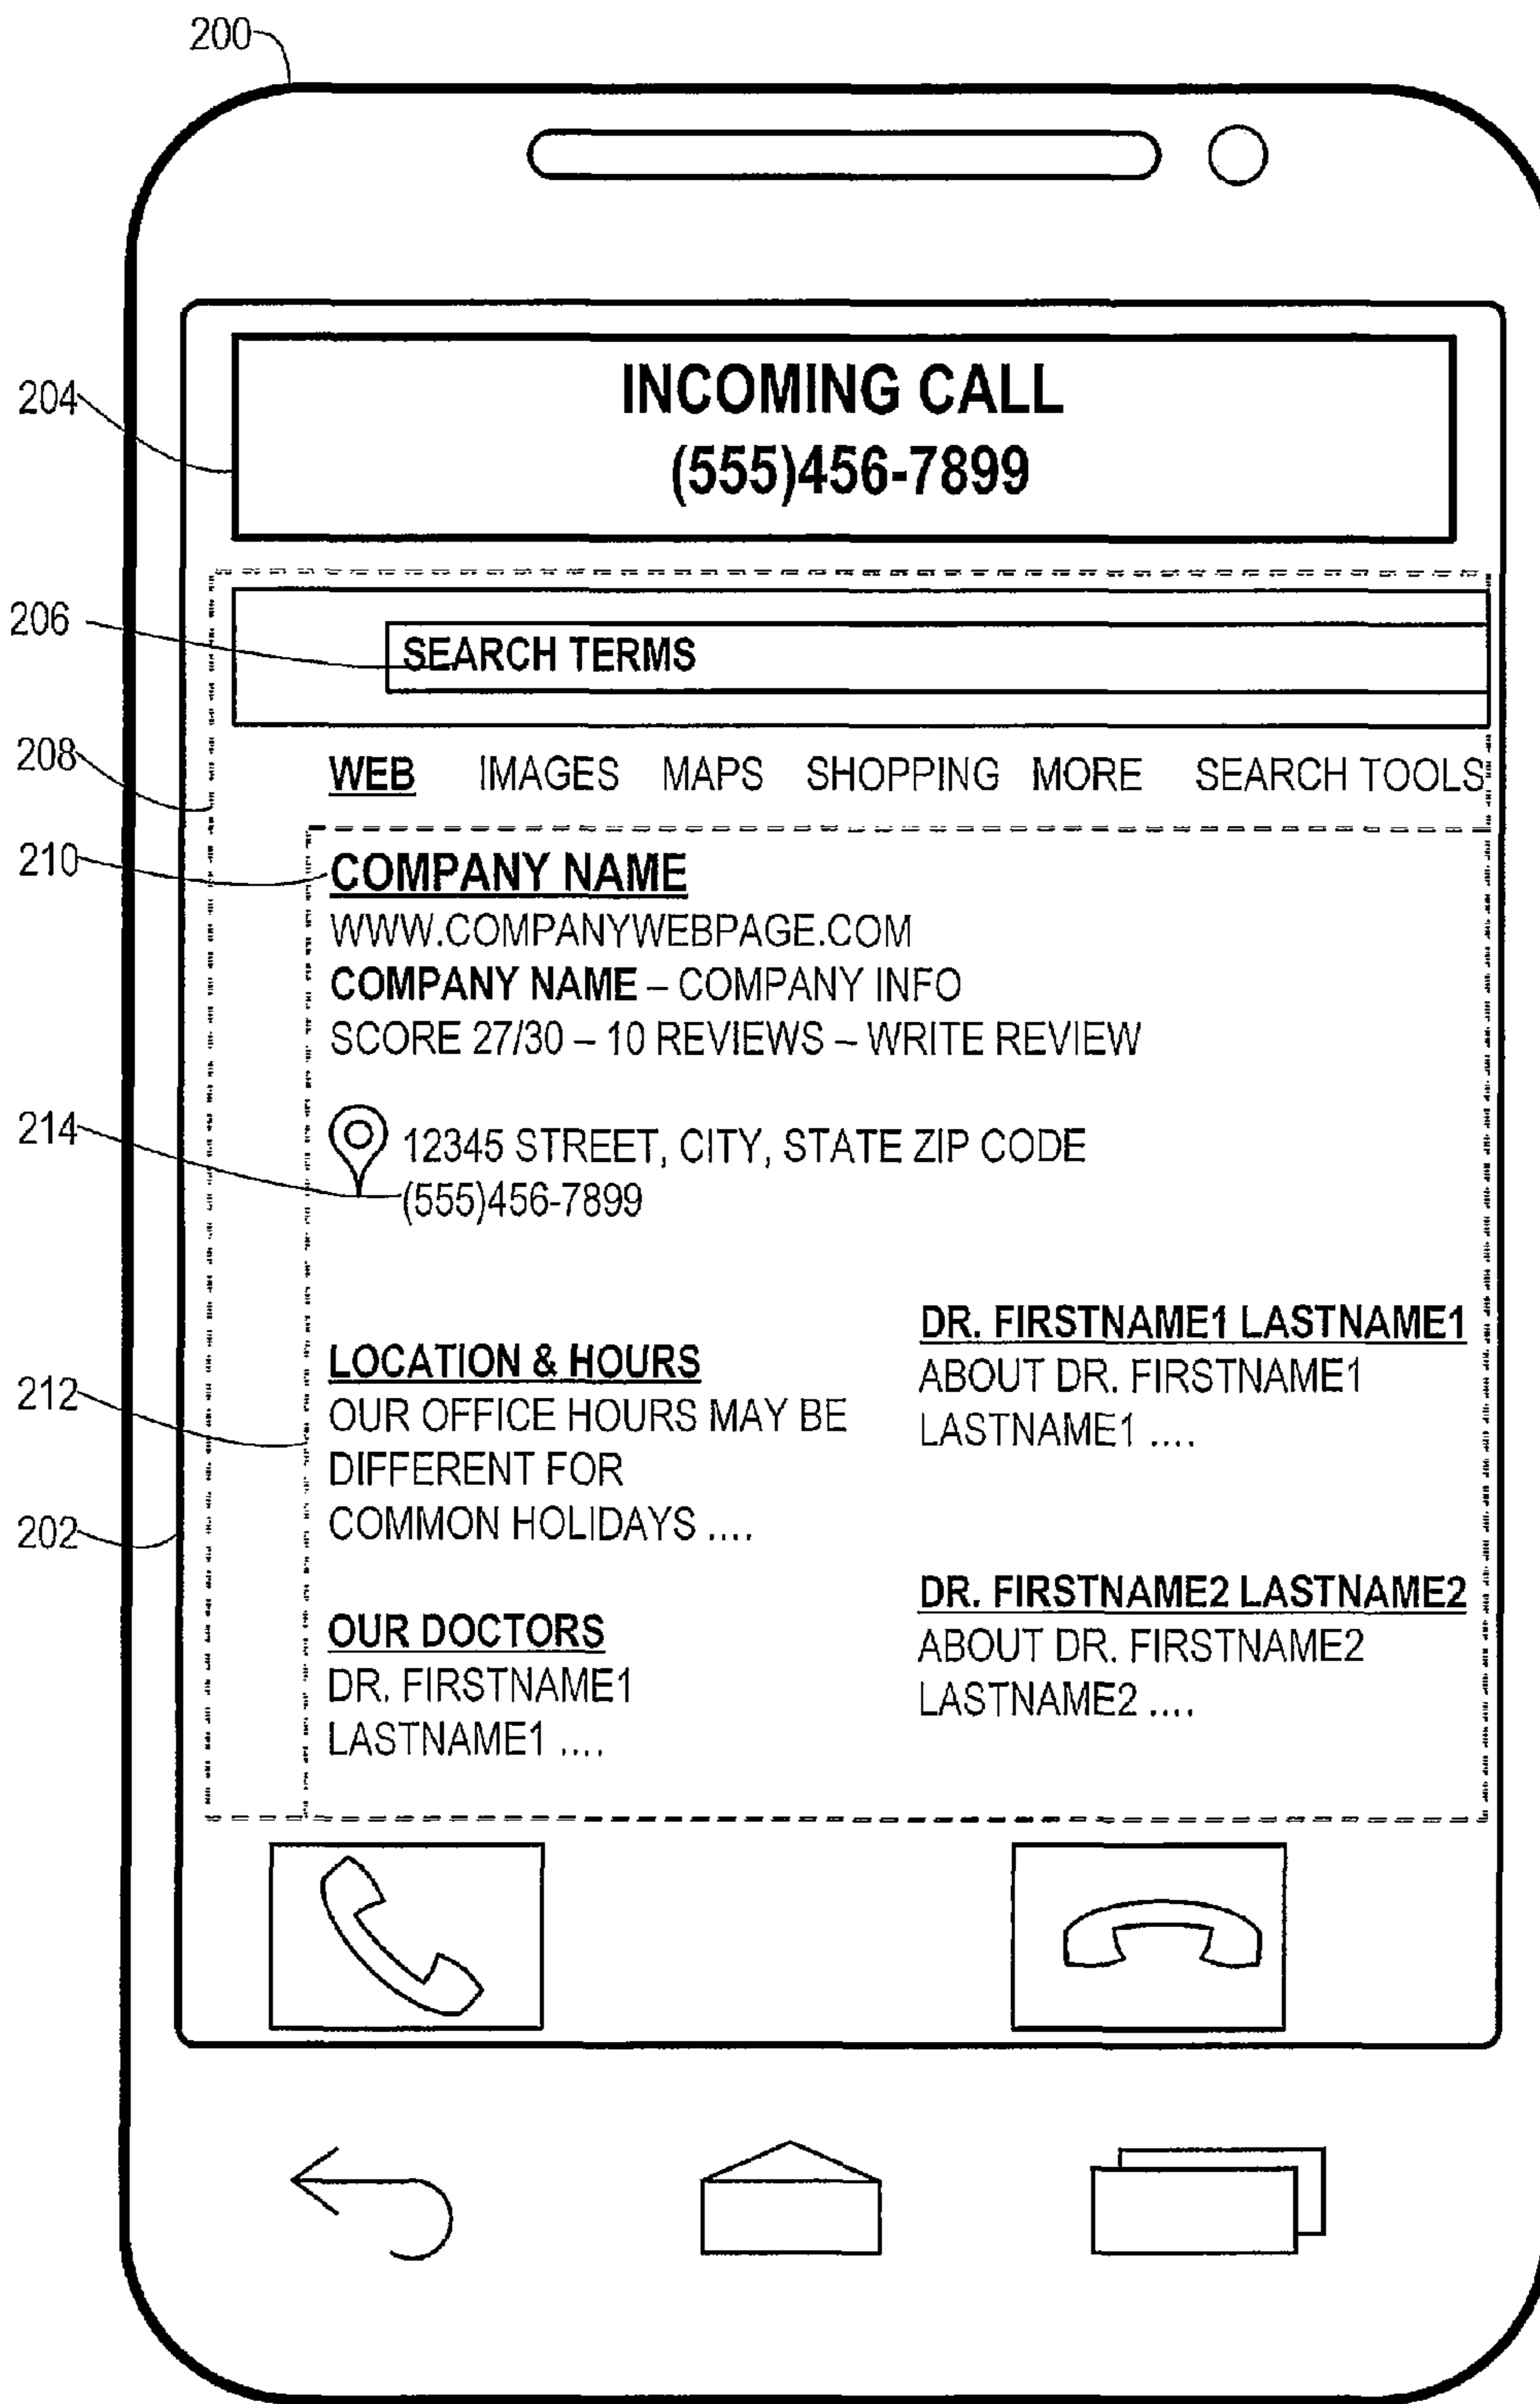 200
204
INCOMING CALL
(555)456-7899
206
SEARCH TERMS
208
WEB IMAGES MAPS SHOPPING MORE SEARCH TOOLS
210
COMPANY NAME
WWW.COMPANYWEBPAGE.COM
COMPANY NAME – COMPANY INFO
SCORE 27/30 – 10 REVIEWS – WRITE REVIEW
214
12345 STREET, CITY, STATE ZIP CODE
(555)456-7899
212
LOCATION & HOURS
OUR OFFICE HOURS MAY BE
DIFFERENT FOR
COMMON HOLIDAYS ....
202
OUR DOCTORS
DR. FIRSTNAME1
LASTNAME1 ....
DR. FIRSTNAME1 LASTNAME1
ABOUT DR. FIRSTNAME1
LASTNAME1 ....
DR. FIRSTNAME2 LASTNAME2
ABOUT DR. FIRSTNAME2
LASTNAME2 ....